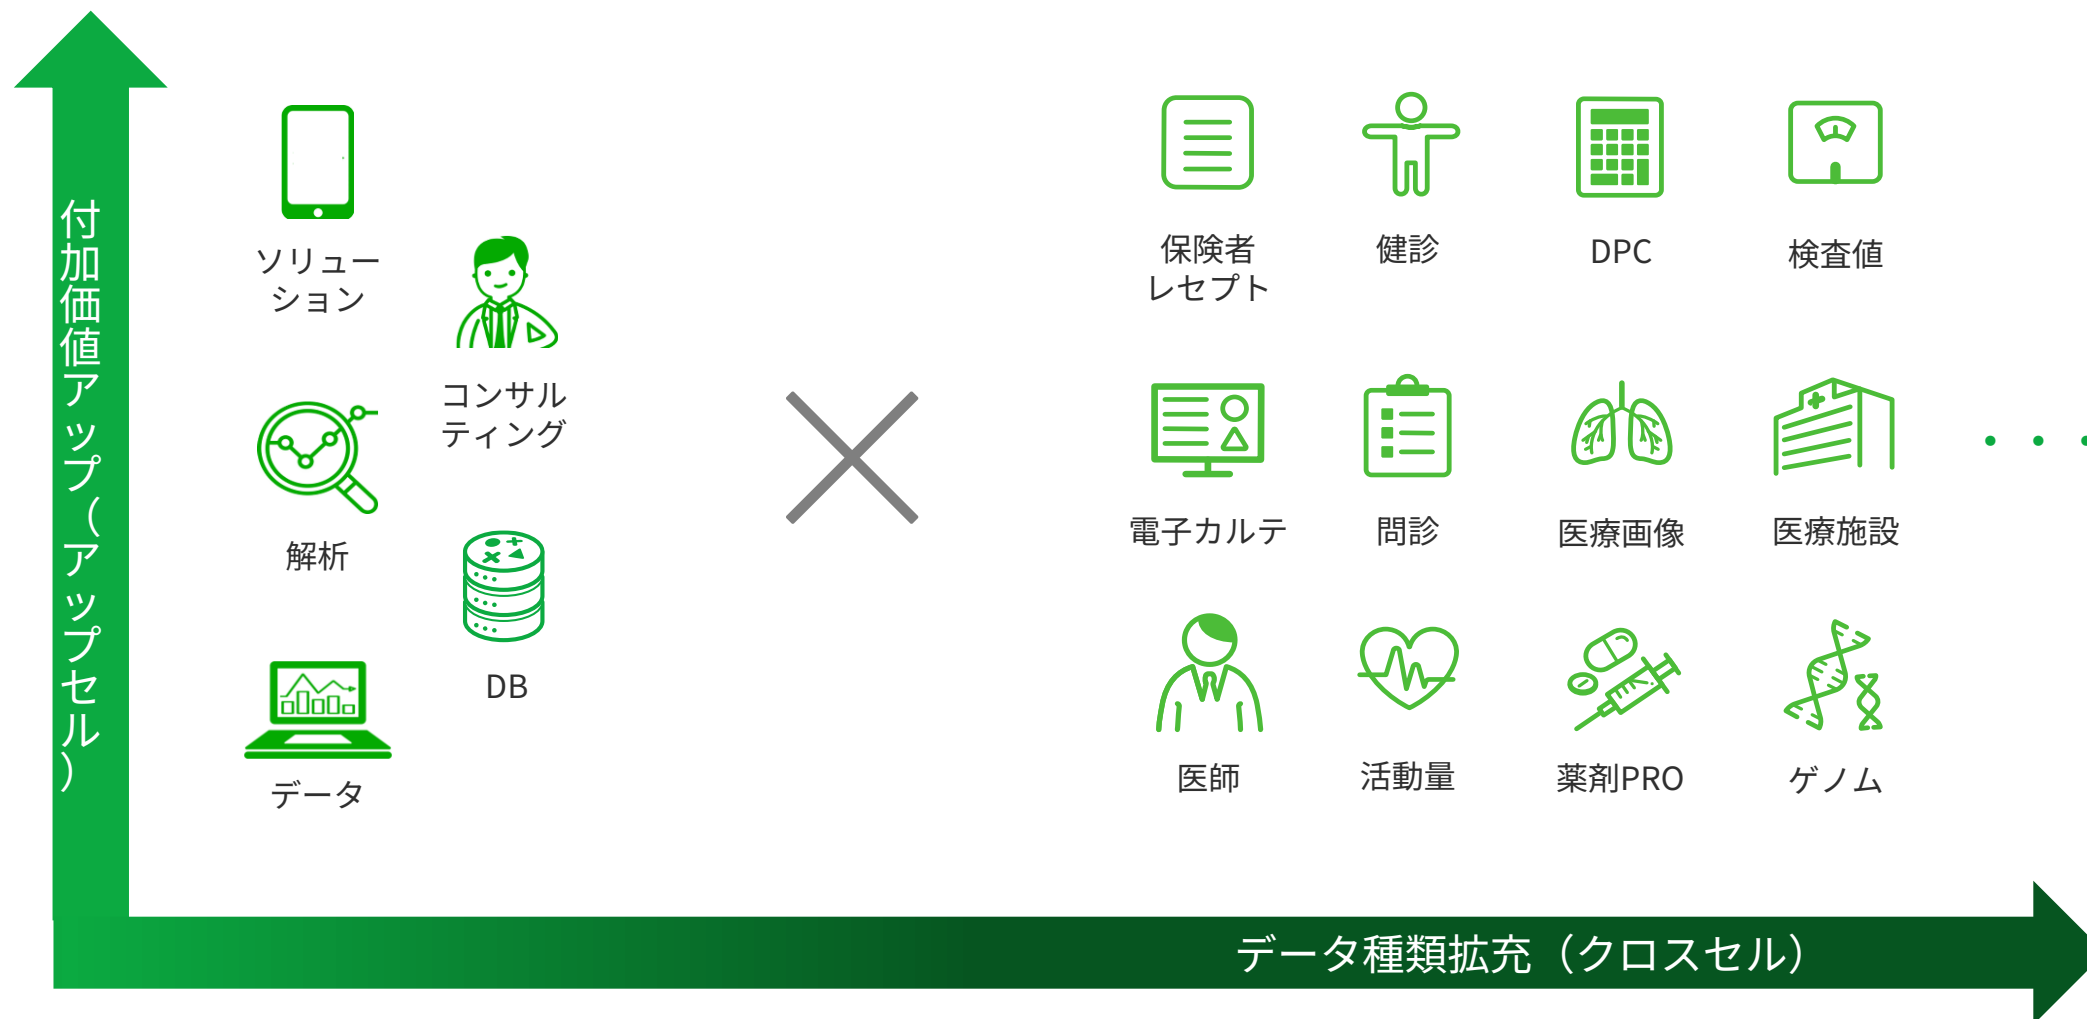 付加価値アップ（アップセル）
ソリュー
ション
コンサル
ティング
解析
DB
データ
保険者
レセプト
健診
DPC
検査値
電子カルテ
問診
医療画像
医療施設
・・・
医師
活動量
薬剤PRO
ゲノム
データ種類拡充（クロスセル）